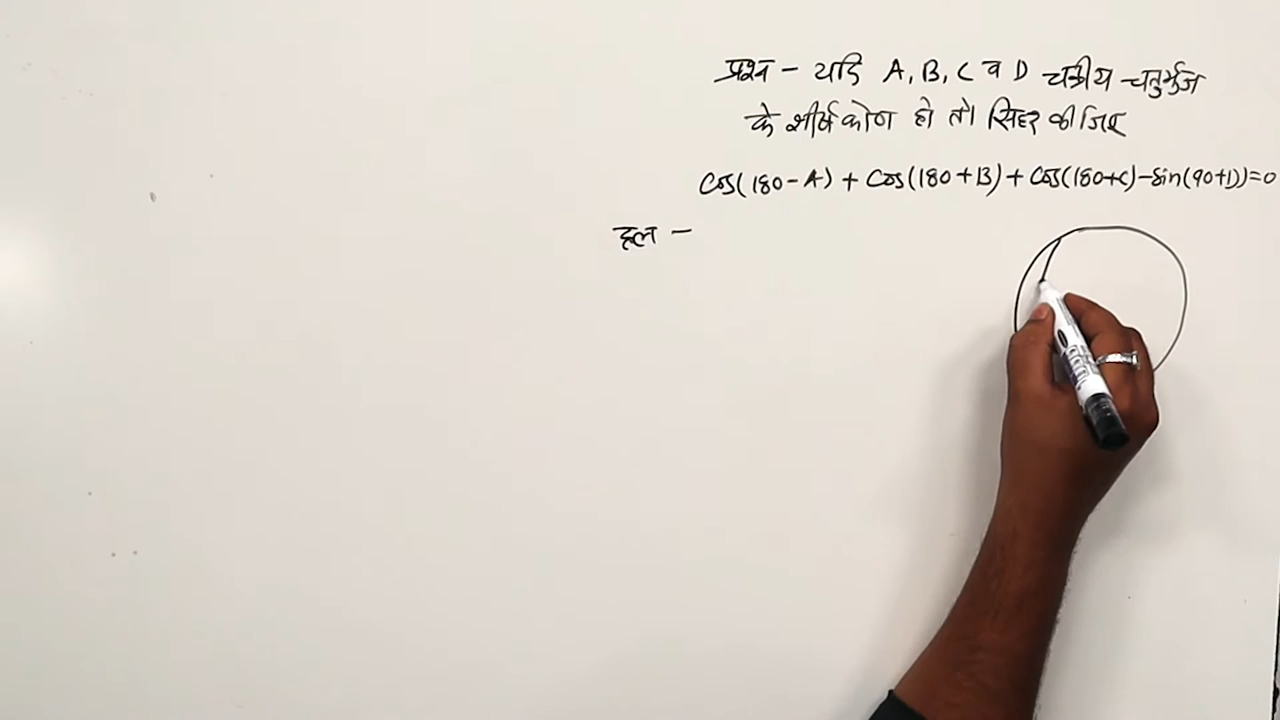 प्रश्न - यदि A, B, C व D चक्रीय चतुर्भुज
के शीर्ष कोण हो तो सिद्ध कीजिए
Cos(180-A) + Cos(180+B) + Cos(180+C) - Sin(90+D) = 0
हल -